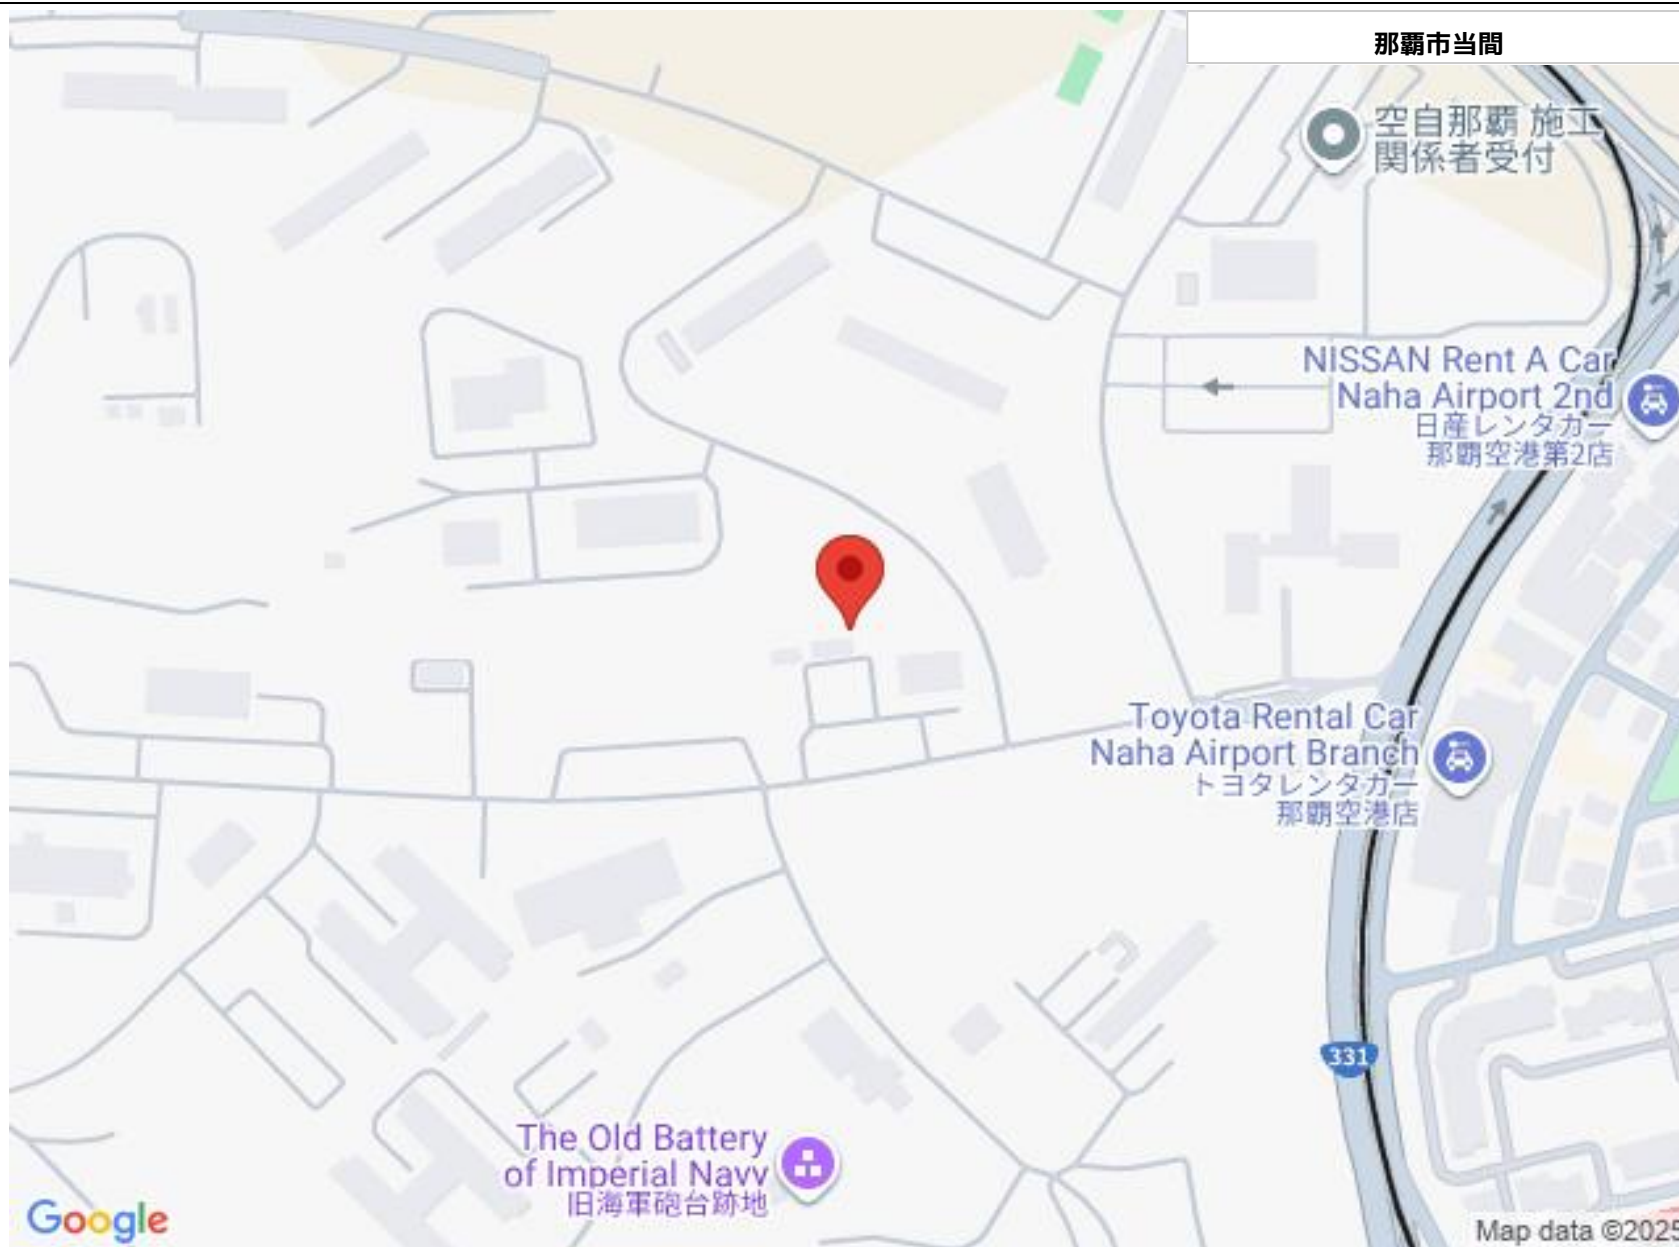 那覇市当間
空自那覇 施工
関係者受付
NISSAN Rent A Car
Naha Airport 2nd
日産レンタカー
那覇空港第2店
Toyota Rental Car
Naha Airport Branch
トヨタレンタカー
那覇空港店
331
The Old Battery
of Imperial Navy
旧海軍砲台跡地
Google
Map data ©2025